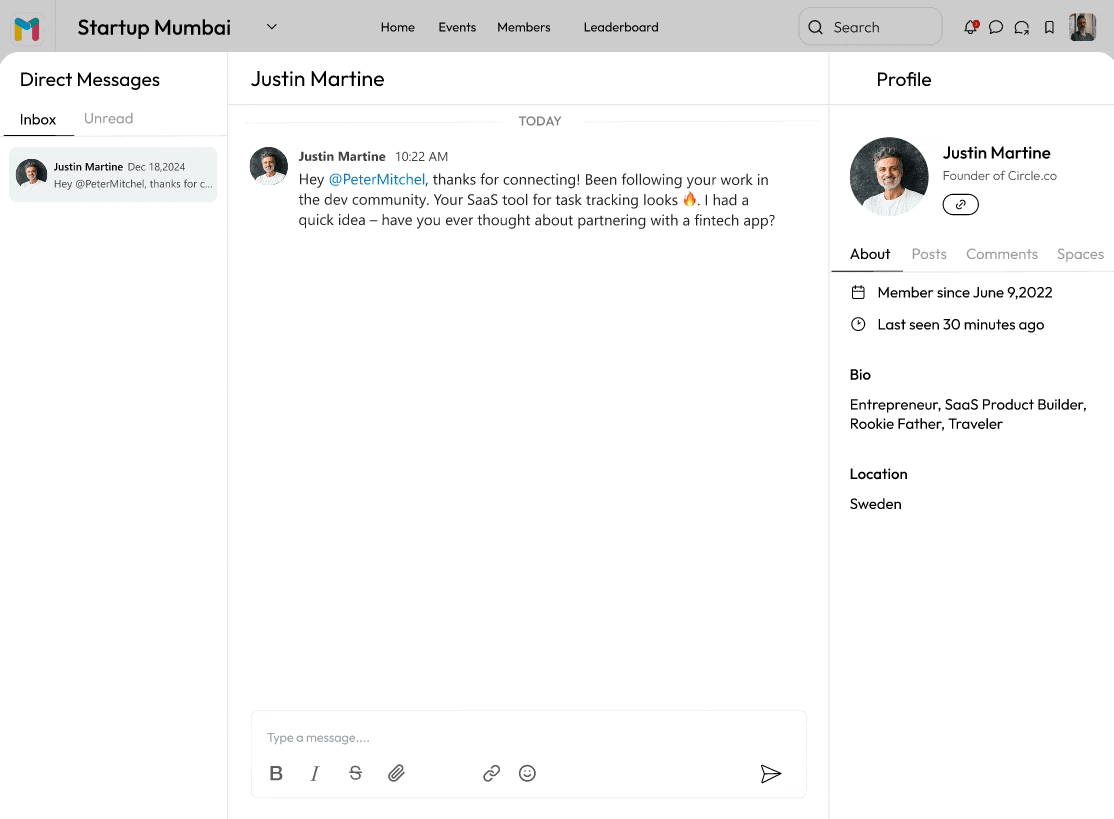 Startup Mumbai
Home Events Members Leaderboard
Search
Direct Messages
Inbox Unread
Justin Martine Dec 18,2024
Hey @PeterMitchel, thanks for c...
Justin Martine
TODAY
Justin Martine 10:22 AM
Hey @PeterMitchel, thanks for connecting! Been following your work in
the dev community. Your SaaS tool for task tracking looks 🔥. I had a
quick idea – have you ever thought about partnering with a fintech app?
Type a message....
B I S
Profile
Justin Martine
Founder of Circle.co
About Posts Comments Spaces
Member since June 9,2022
Last seen 30 minutes ago
Bio
Entrepreneur, SaaS Product Builder,
Rookie Father, Traveler
Location
Sweden